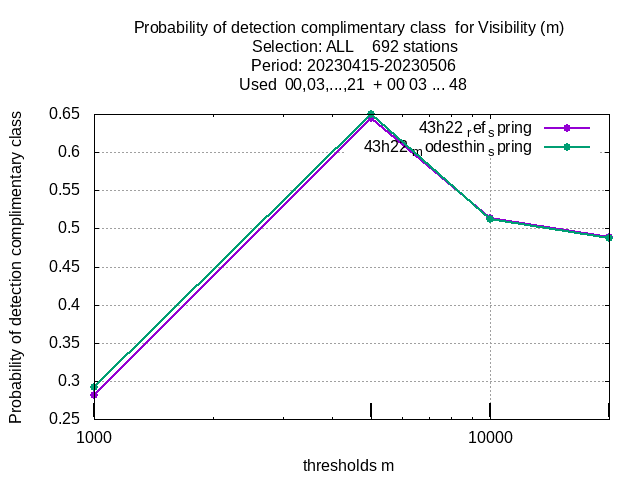 Probability of detection complimentary class  for Visibility (m)
Selection: ALL    692 stations
Period: 20230415-20230506
Used  00,03,...,21  + 00 03 ... 48
Probability of detection complimentary class
0.65
0.6
0.55
0.5
0.45
0.4
0.35
0.3
0.25
43h22_ref_spring
43h22_modesthin_spring
1000
10000
thresholds m